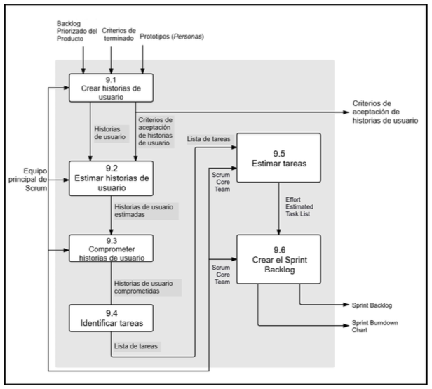 Backlog
Priorizado del
Producto
Criterios de
terminado
Prototipos (Personas)
9.1
Crear historias de
usuario
Criterios de
aceptación de
historias de usuario
Historias
de usuario
Criterios de
aceptación
de historias
de usuario
Lista de tareas
9.5
Estimar tareas
Equipo
principal de
Scrum
9.2
Estimar historias de
usuario
Scrum
Core
Team
Historias de usuario
estimadas
Effort
Estimated
Task List
9.3
Comprometer
historias de usuario
Scrum
Core
Team
9.6
Crear el Sprint
Backlog
Historias de usuario
comprometidas
9.4
Identificar tareas
Sprint Backlog
Sprint Burndown
Chart
Lista de tareas